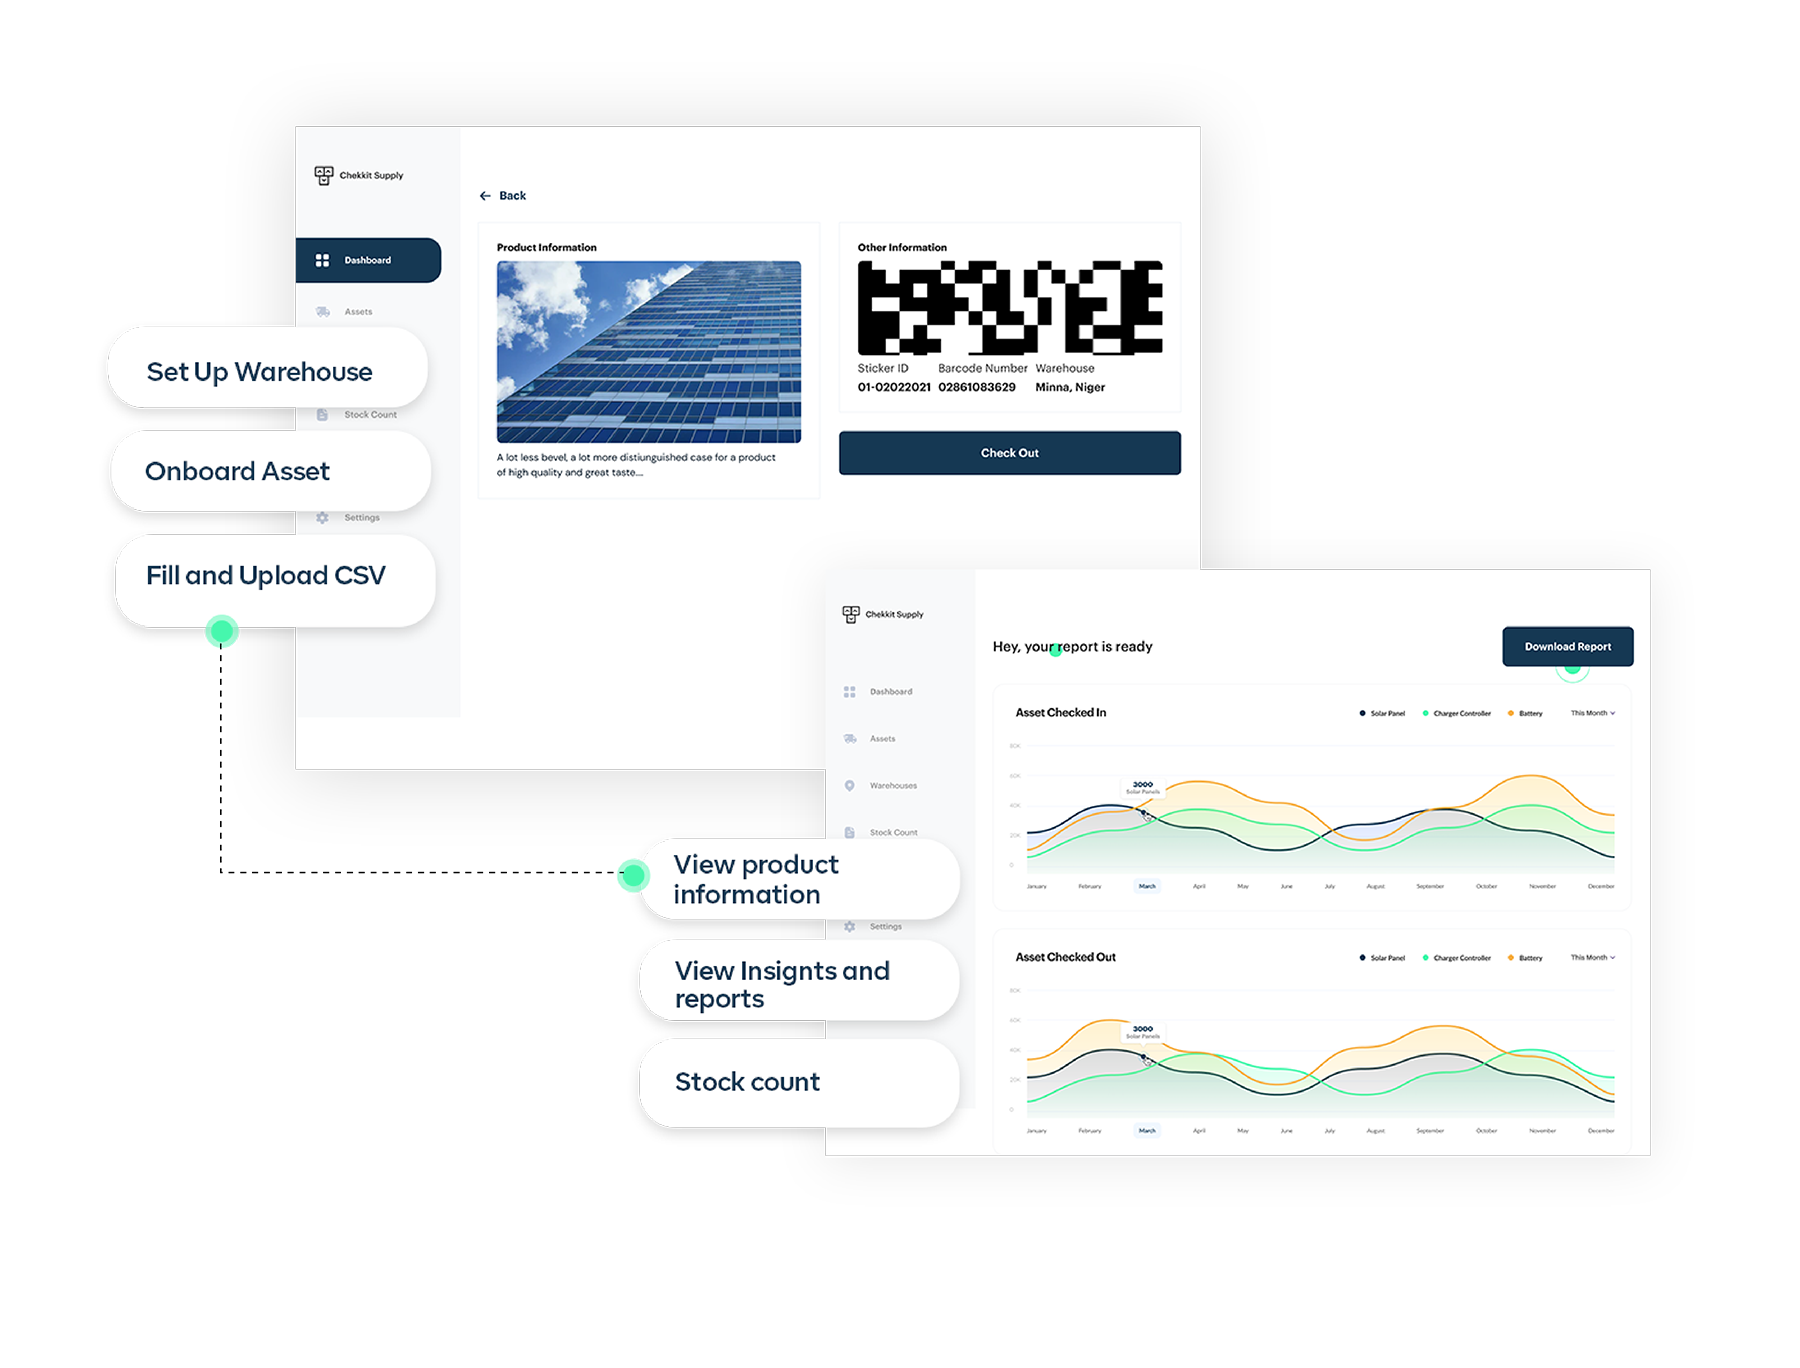 Chekkit Supply
Back
Dashboard
Assets
Stock Count
Settings
Product Information
A lot less bevel, a lot more distiunguished case for a product
of high quality and great taste....
Other Information
Sticker ID Barcode Number Warehouse
01-02022021 02861083629 Minna, Niger
Check Out
Set Up Warehouse
Onboard Asset
Fill and Upload CSV
Chekkit Supply
Dashboard
Assets
Warehouses
Stock Count
Settings
Hey, your report is ready
Download Report
Asset Checked In
Solar Panel Charger Controller Battery This Month
80K
60K
40K
20K
0
3000
Solar Panels
January February March April May June July August September October November December
Asset Checked Out
Solar Panel Charger Controller Battery This Month
80K
60K
40K
20K
0
3000
Solar Panels
January February March April May June July August September October November December
View product
information
View Insignts and
reports
Stock count